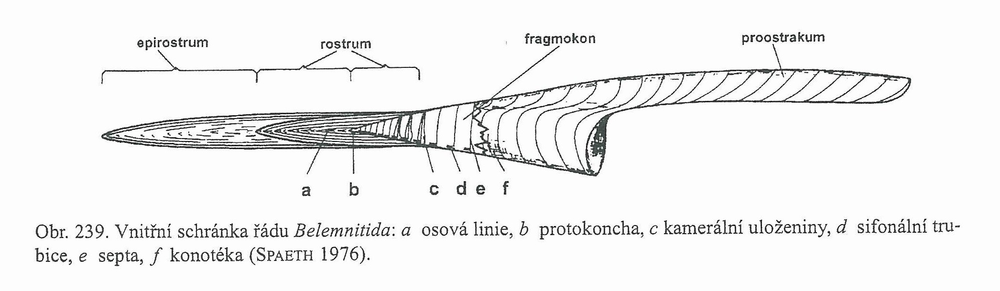 epirostrum
rostrum
fragmokon
proostrakum
a
b
c
d
e
f
Obr. 239. Vnitřní schránka řádu Belemnitida: a osová linie, b protokoncha, c kamerální uloženiny, d sifonální tru-
bice, e septa, f konotéka (SPAETH 1976).